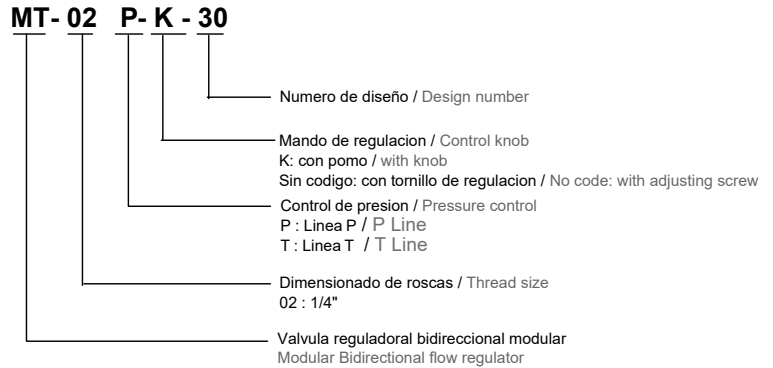 MT- 02 P- K - 30
Numero de diseño / Design number
Mando de regulacion / Control knob
K: con pomo / with knob
Sin codigo: con tornillo de regulacion / No code: with adjusting screw
Control de presion / Pressure control
P : Linea P / P Line
T : Linea T / T Line
Dimensionado de roscas / Thread size
02 : 1/4"
Valvula reguladoral bidireccional modular
Modular Bidirectional flow regulator